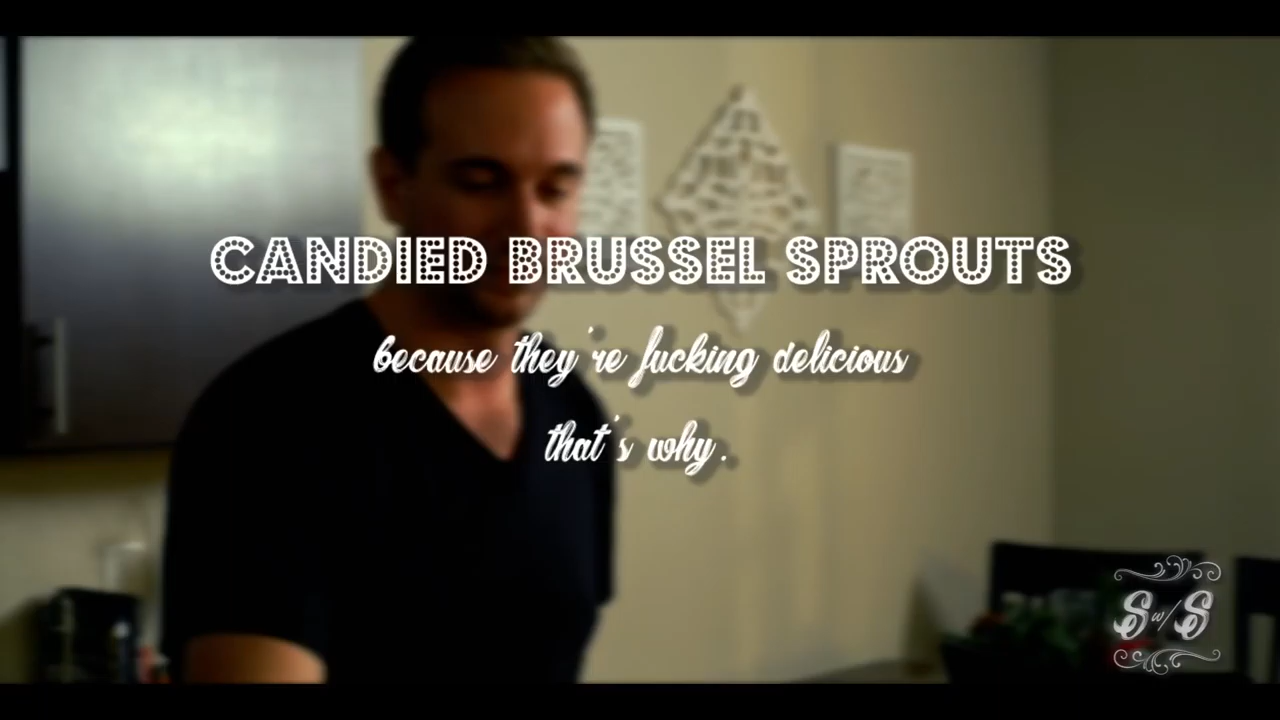 CANDIED BRUSSEL SPROUTS
because they're fucking delicious
that's why.
S w/ S